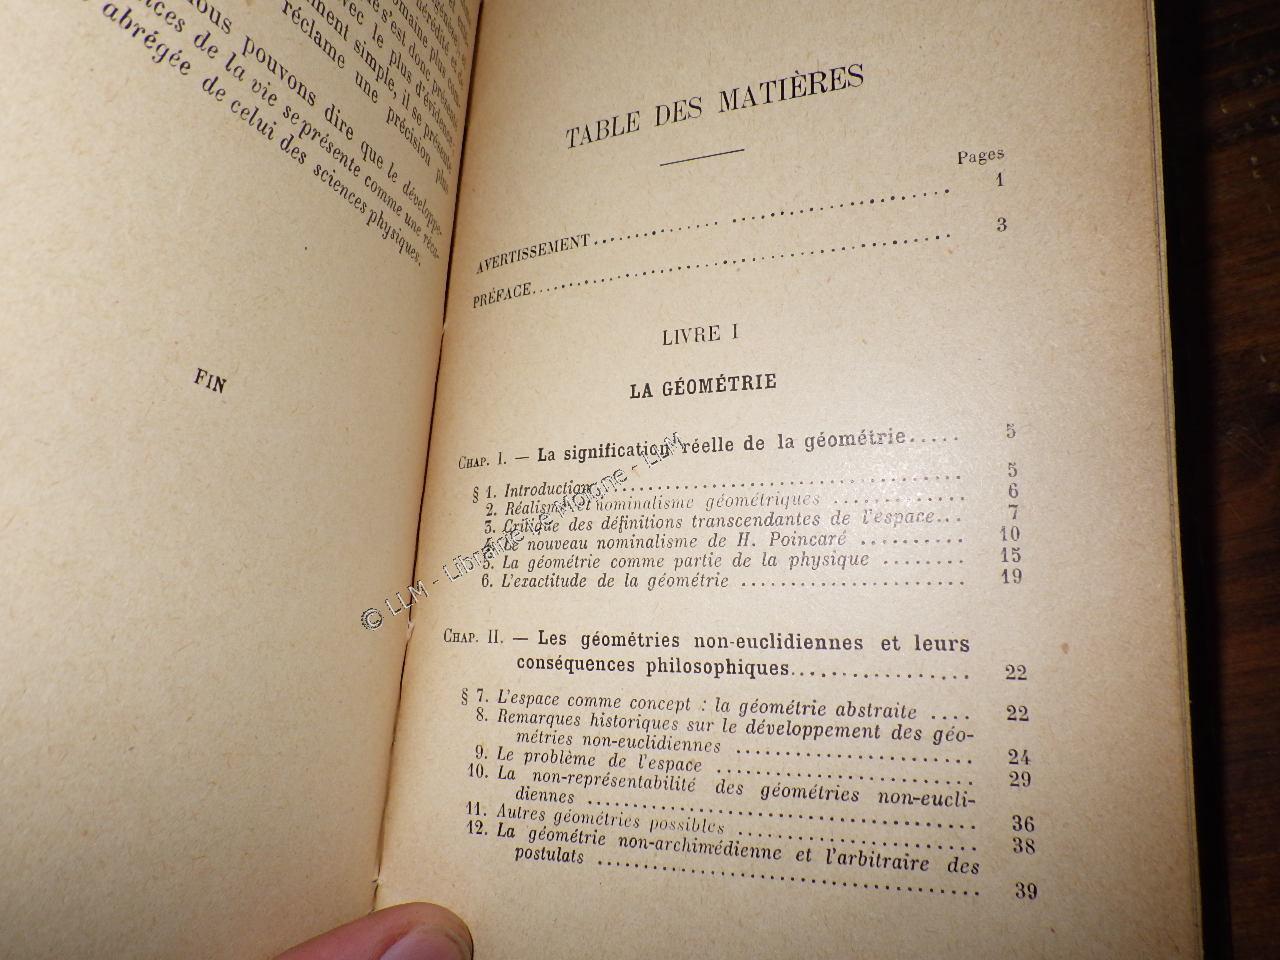 nous pouvons dire que le développe-
de la vie se présente comme une réca-
abrégée de celui des sciences physiques.
FIN
TABLE DES MATIÈRES
Pages
AVERTISSEMENT.............. .................... 1
PRÉFACE........................................ 3
LIVRE I
LA GÉOMÉTRIE
CHAP. I. — La signification réelle de la géométrie..... 5
§ 1. Introduction .................................... 5
2. Réalisme et nominalisme géométriques ............ 6
3. Critique des définitions transcendantes de l'espace... 7
4. Le nouveau nominalisme de H. Poincaré .......... 10
5. La géométrie comme partie de la physique ........ 15
6. L'exactitude de la géométrie ...................... 19
CHAP. II. — Les géométries non-euclidiennes et leurs
conséquences philosophiques................. 22
§ 7. L'espace comme concept : la géométrie abstraite .... 22
8. Remarques historiques sur le développement des géo-
métries non-euclidiennes ...................... 24
9. Le problème de l'espace ........................ 29
10. La non-représentabilité des géométries non-eucli-
diennes ...................................... 36
11. Autres géométries possibles ...................... 38
12. La géométrie non-archimédienne et l'arbitraire des
postulats .................................... 39
© LLM - Librairie Le Moigne - LLM